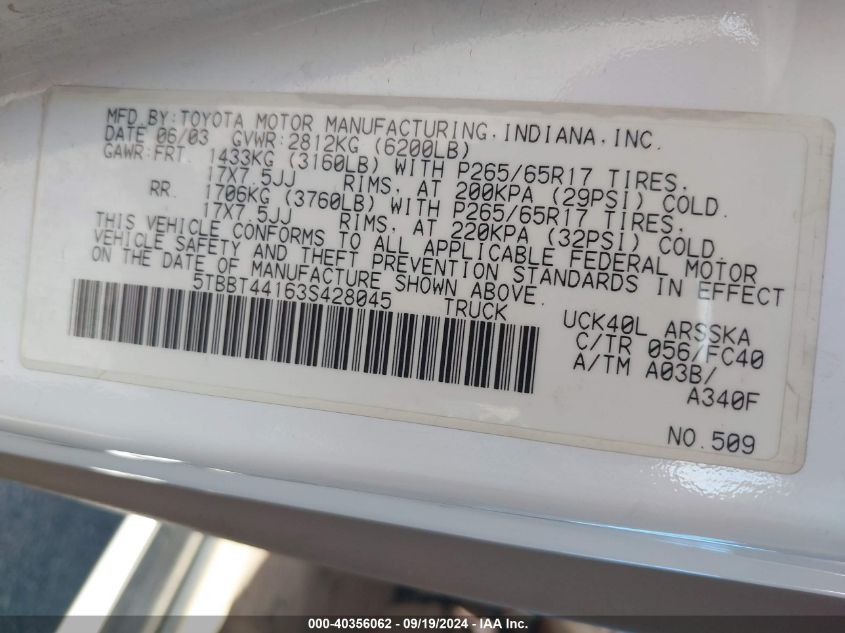 MFD BY:TOYOTA MOTOR MANUFACTURING,INDIANA,INC.
DATE 06/03 GVWR:2812KG (6200LB)
GAWR:FRT. 1433KG (3160LB) WITH P265/65R17 TIRES,
17X7.5JJ RIMS, AT 200KPA (29PSI) COLD.
RR. 1706KG (3760LB) WITH P265/65R17 TIRES,
17X7.5JJ RIMS, AT 220KPA (32PSI) COLD.
THIS VEHICLE CONFORMS TO ALL APPLICABLE FEDERAL MOTOR
VEHICLE SAFETY AND THEFT PREVENTION STANDARDS IN EFFECT
ON THE DATE OF MANUFACTURE SHOWN ABOVE.
5TBBT44163S428045 TRUCK
UCK40L ARSSKA
C/TR 056/FC40
A/TM A03B/
A340F
NO.509
000-40356062 - 09/19/2024 - IAA Inc.